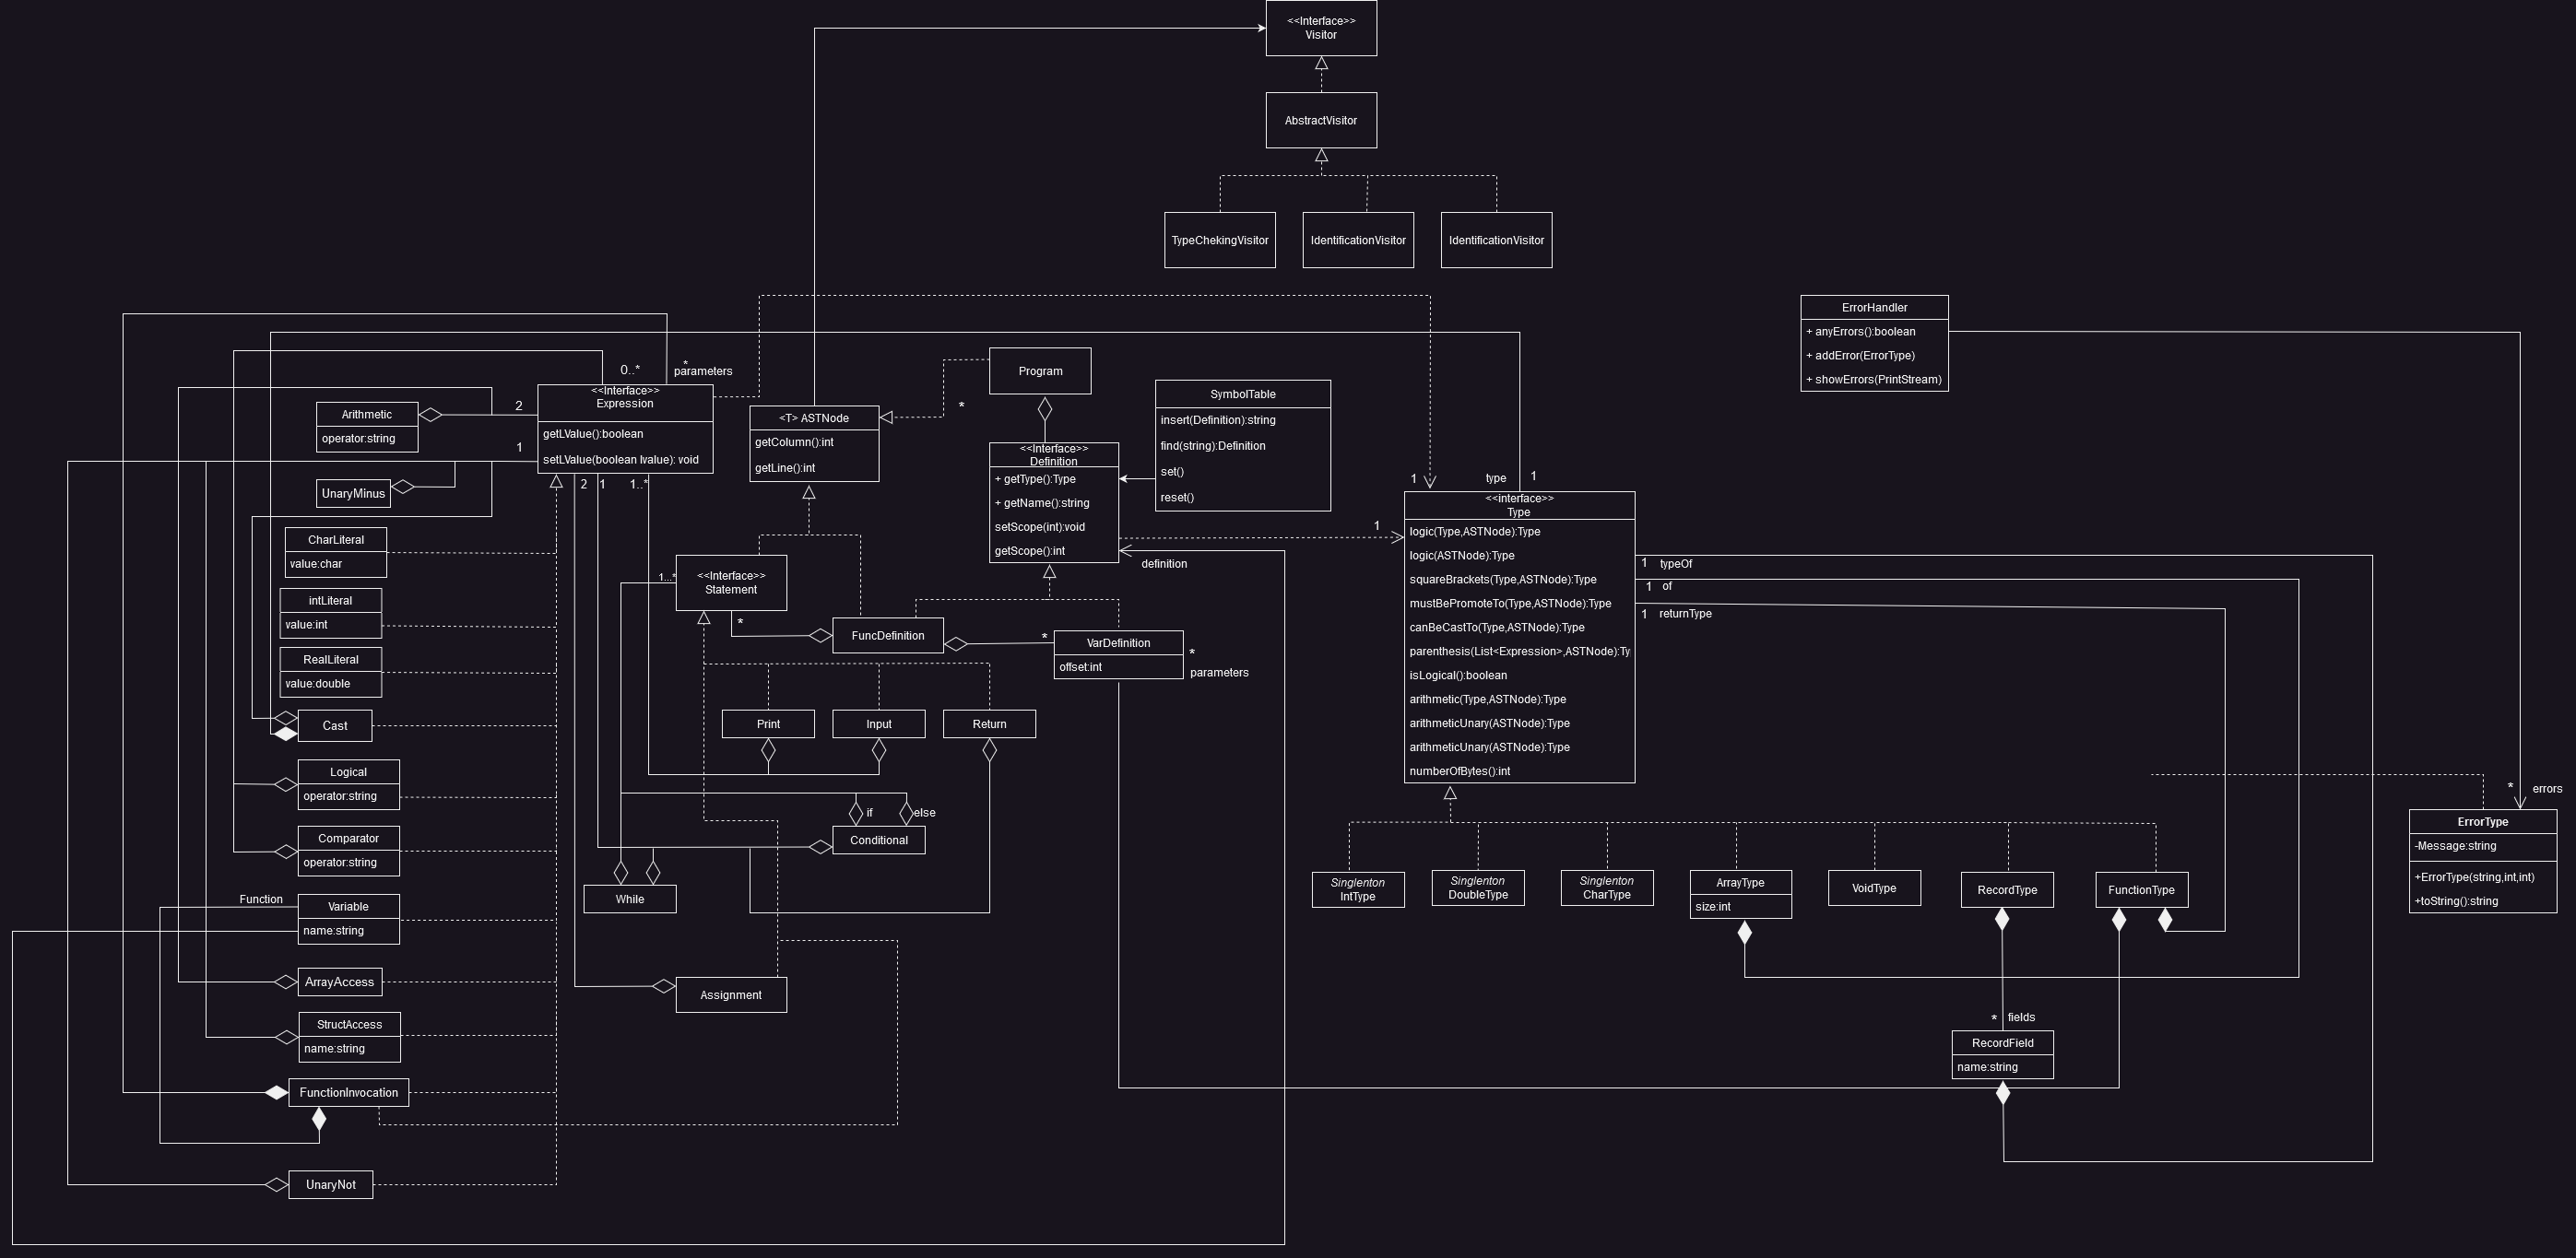 <<Interface>>
Visitor
AbstractVisitor
TypeChekingVisitor
IdentificationVisitor
IdentificationVisitor
ErrorHandler
+ anyErrors():boolean
+ addError(ErrorType)
+ showErrors(PrintStream)
0..*
*
parameters
<<Interface>>
Expression
getLValue():boolean
setLValue(boolean lvalue): void
2
1
2
1
1..*
Arithmetic
operator:string
UnaryMinus
CharLiteral
value:char
intLiteral
value:int
RealLiteral
value:double
Cast
Logical
operator:string
Comparator
operator:string
Function
Variable
name:string
ArrayAccess
StructAccess
name:string
FunctionInvocation
UnaryNot
<T> ASTNode
getColumn():int
getLine():int
*
Program
<<Interface>>
Definition
+ getType():Type
+ getName():string
setScope(int):void
getScope():int
SymbolTable
insert(Definition):string
find(string):Definition
set()
reset()
definition
1
1...*
<<Interface>>
Statement
*
FuncDefinition
*
VarDefinition
offset:int
*
parameters
Print
Input
Return
if
else
Conditional
While
Assignment
1
type
1
<<interface>>
Type
logic(Type,ASTNode):Type
logic(ASTNode):Type
squareBrackets(Type,ASTNode):Type
mustBePromoteTo(Type,ASTNode):Type
canBeCastTo(Type,ASTNode):Type
parenthesis(List<Expression>,ASTNode):Ty
isLogical():boolean
arithmetic(Type,ASTNode):Type
arithmeticUnary(ASTNode):Type
arithmeticUnary(ASTNode):Type
numberOfBytes():int
1 typeOf
1 of
1 returnType
Singlenton
IntType
Singlenton
DoubleType
Singlenton
CharType
ArrayType
size:int
VoidType
RecordType
FunctionType
* fields
RecordField
name:string
* errors
ErrorType
-Message:string
+ErrorType(string,int,int)
+toString():string